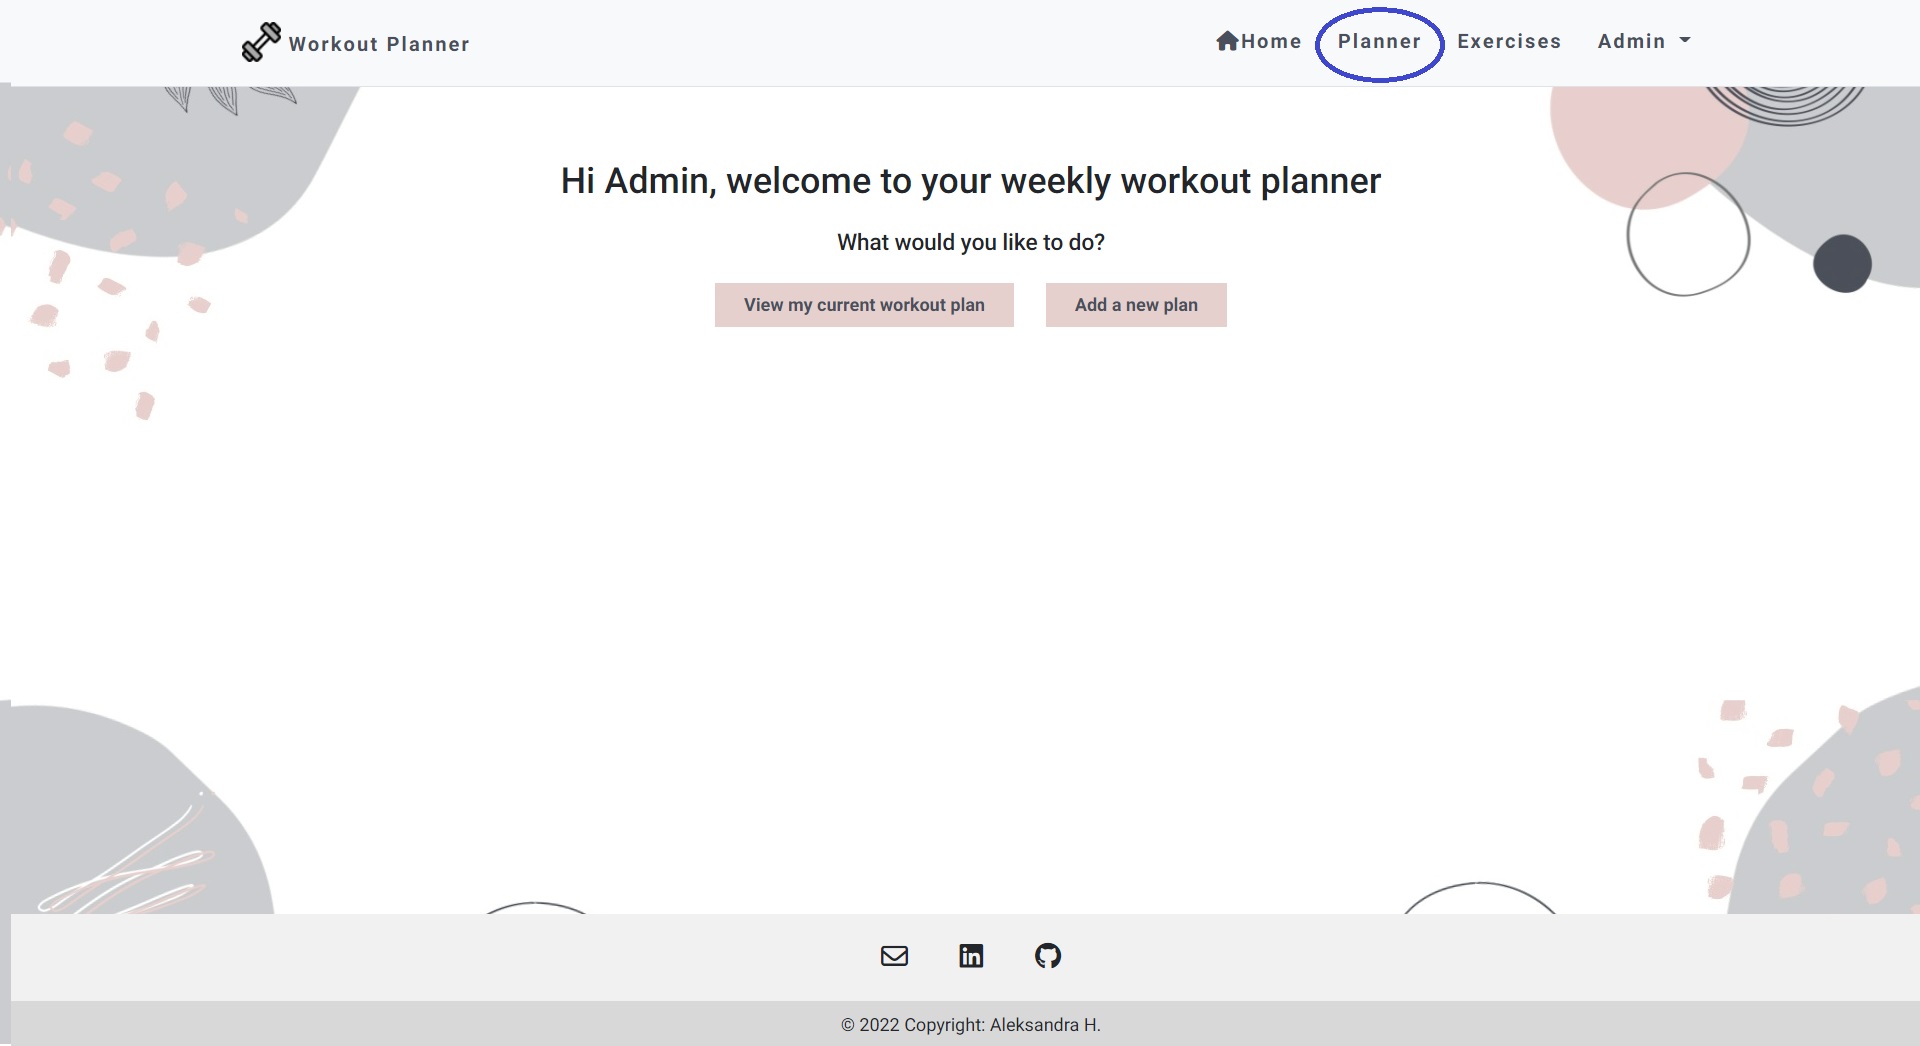 Workout Planner
Home Planner Exercises Admin
Hi Admin, welcome to your weekly workout planner
What would you like to do?
View my current workout plan Add a new plan
in
© 2022 Copyright: Aleksandra H.